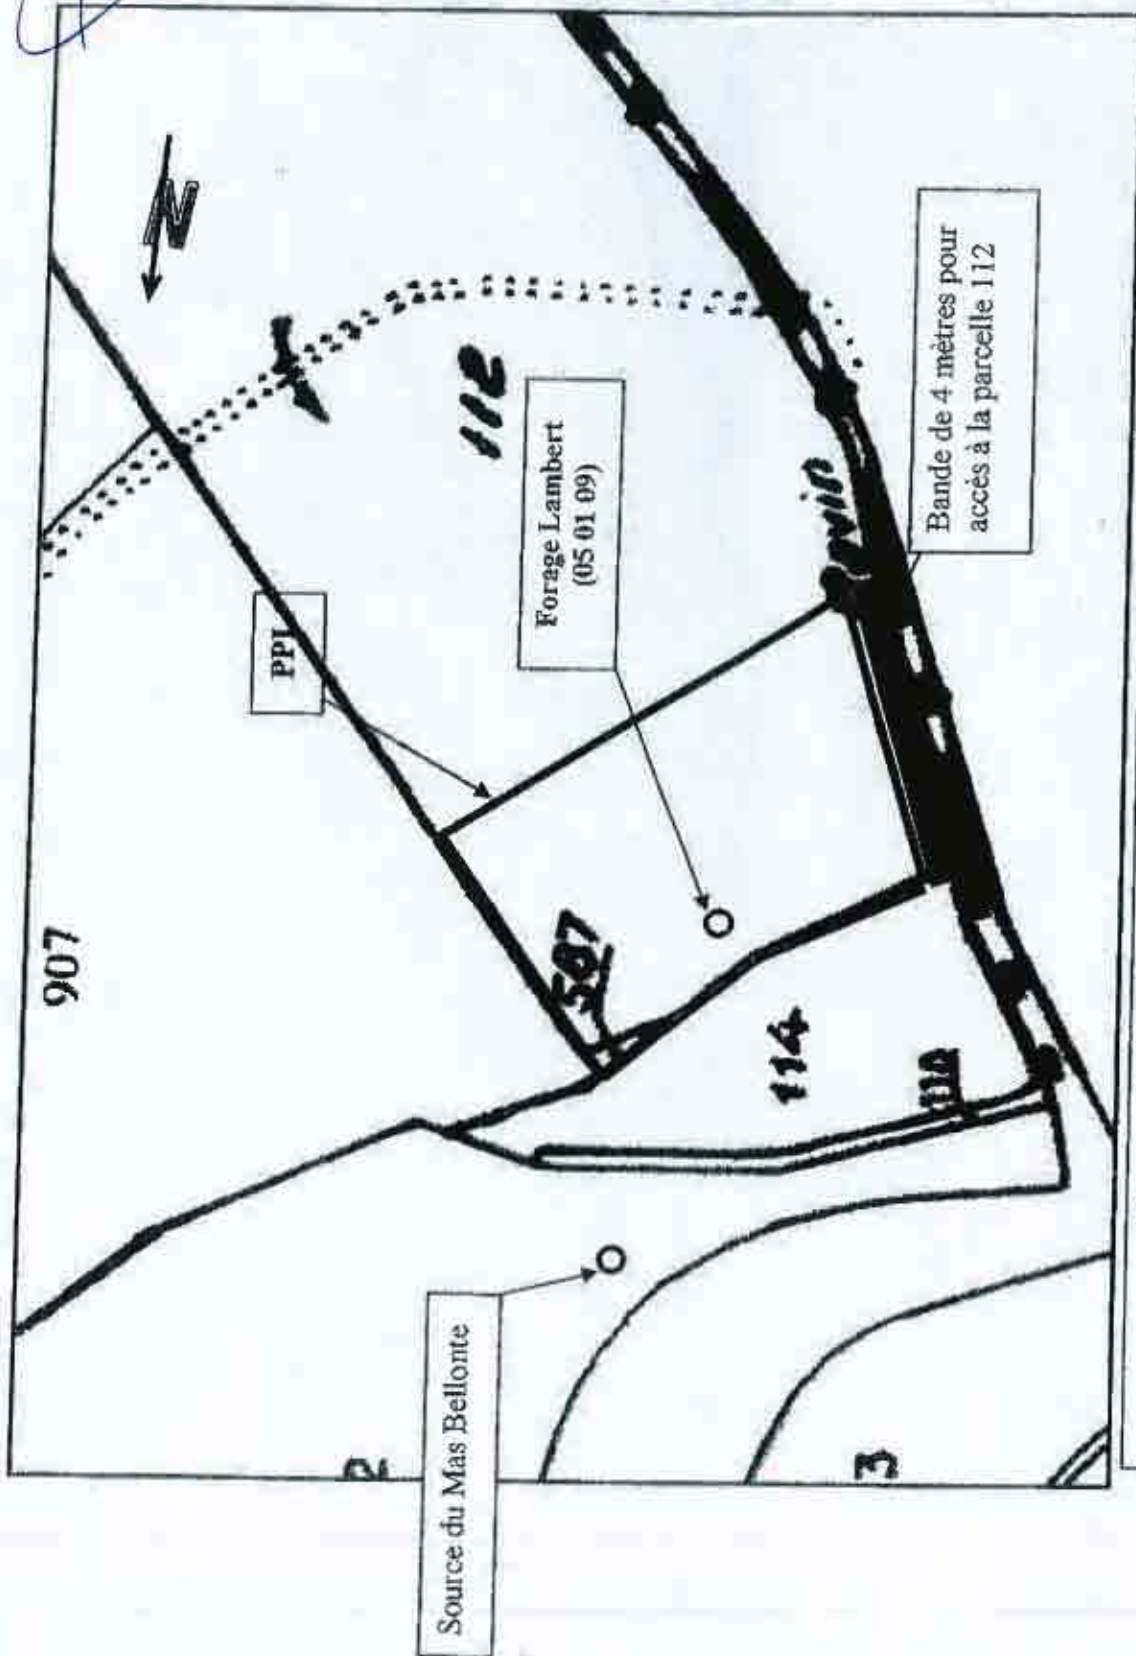 907
N
112
PPI
Forage Lambert
(05 01 09)
Bande de 4 mètres pour
accès à la parcelle 112
587
114
110
Source du Mas Bellonte
2
3